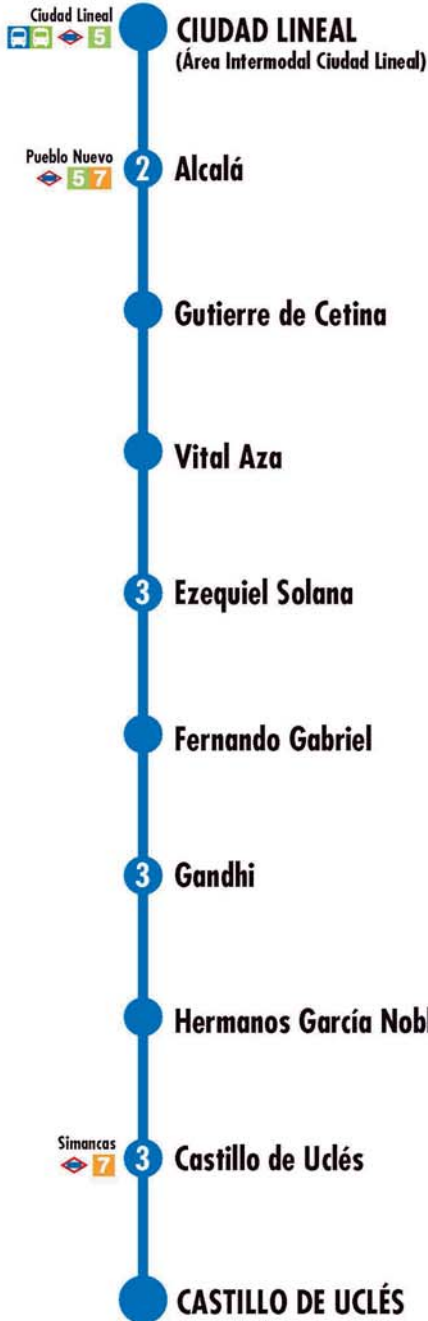 Ciudad Lineal
5
CIUDAD LINEAL
(Área Intermodal Ciudad Lineal)
Pueblo Nuevo
5 7
2
Alcalá
Gutierre de Cetina
Vital Aza
3
Ezequiel Solana
Fernando Gabriel
3
Gandhi
Hermanos García
Simancas
7
3
Castillo de Uclés
CASTILLO DE UCLÉS